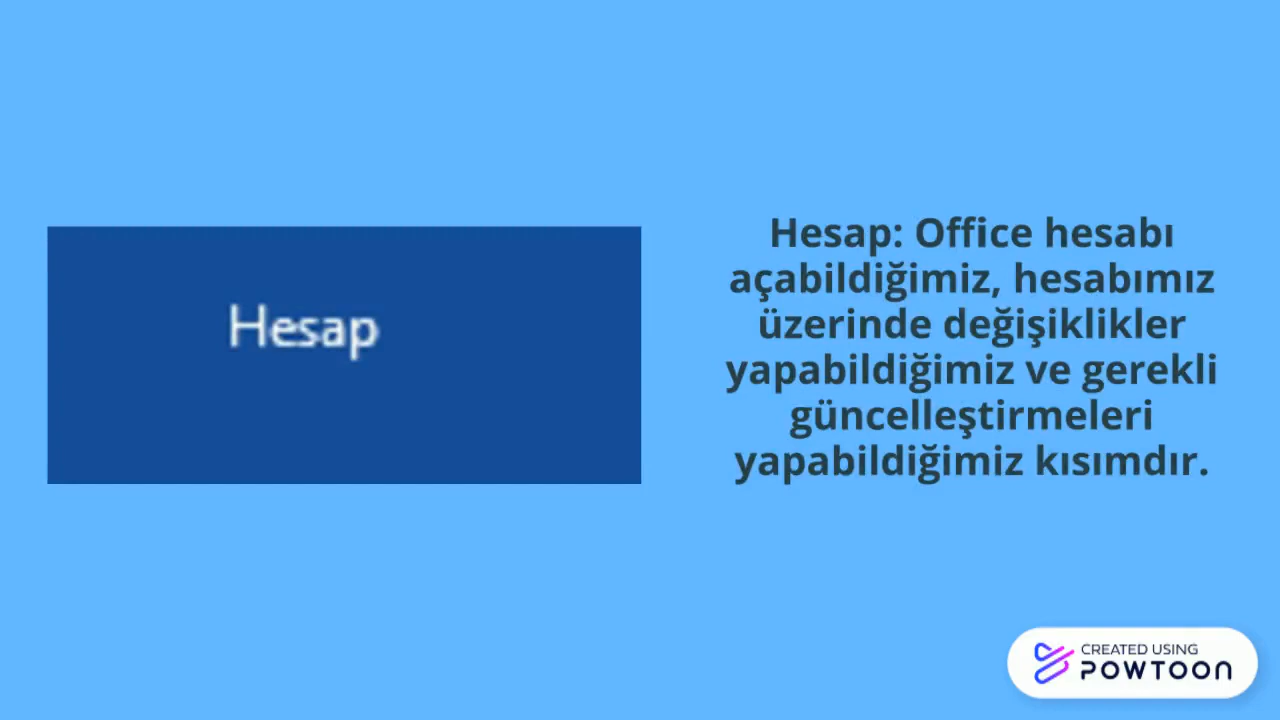 Hesap
Hesap: Office hesabı
açabildiğimiz, hesabımız
üzerinde değişiklikler
yapabildiğimiz ve gerekli
güncelleştirmeleri
yapabildiğimiz kısımdır.
CREATED USING
POWTOON